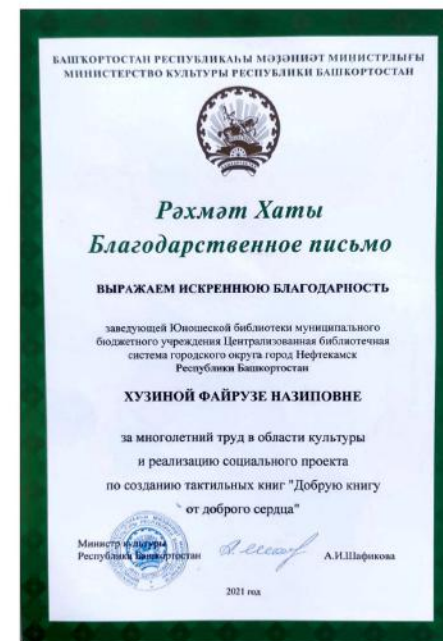 БАШҠОРТОСТАН РЕСПУБЛИКАҺЫ МӘҘӘНИӘТ МИНИСТРЛЫҒЫ
МИНИСТЕРСТВО КУЛЬТУРЫ РЕСПУБЛИКИ БАШКОРТОСТАН
Рәхмәт Хаты
Благодарственное письмо
ВЫРАЖАЕМ ИСКРЕННЮЮ БЛАГОДАРНОСТЬ
заведующей Юношеской библиотеки муниципального
бюджетного учреждения Централизованная библиотечная
система городского округа город Нефтекамск
Республики Башкортостан
ХУЗИНОЙ ФАЙРУЗЕ НАЗИПОВНЕ
за многолетний труд в области культуры
и реализацию социального проекта
по созданию тактильных книг "Добрую книгу
от доброго сердца"
Министр культуры
Республики Башкортостан
А.И.Шафикова
2021 год